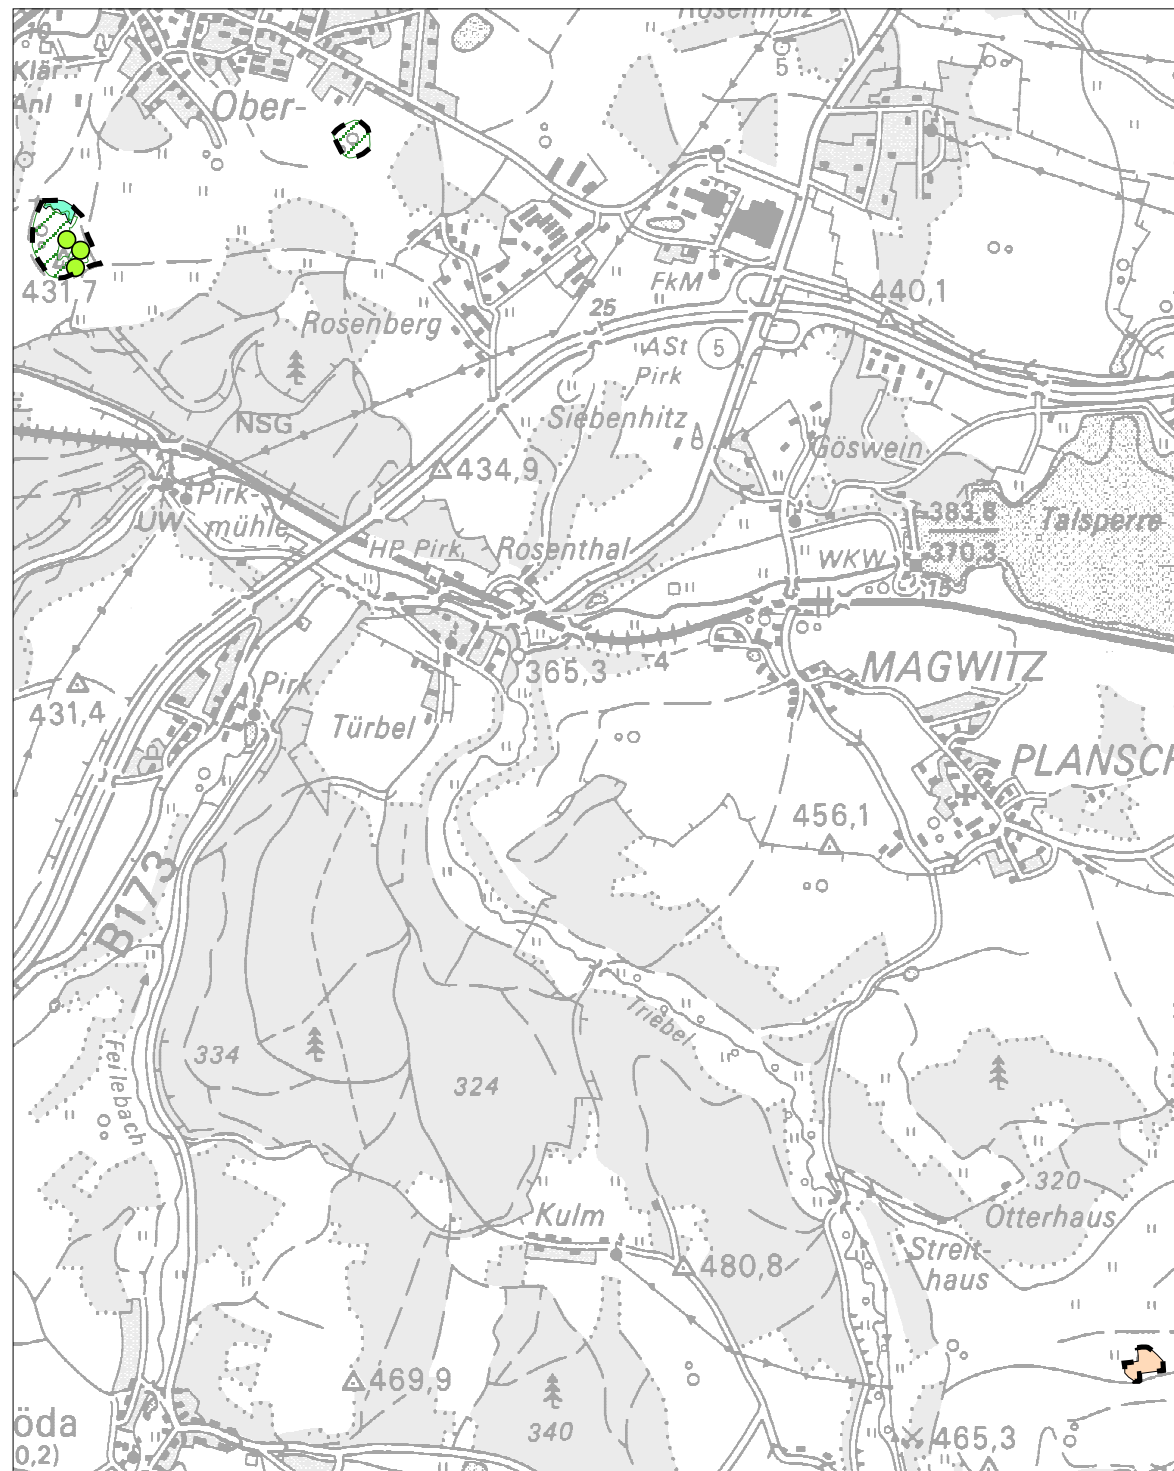 10
Klär-
Anl
Ober-
Rosenholz
5
431,7
Rosenberg
FkM
440,1
25
ASt
5
Pirk
NSG
Siebenhitz
Göswein
434,9
Pirk-
mühle
UW
HP Pirk
Rosenthal
WKW
383,8
370,3
15
Talsperre
365,3
4
MAGWITZ
431,4
Pirk
Türbel
PLANSCH
456,1
B173
Feilebach
334
324
Triebel
320
Otterhaus
Streit-
haus
Kulm
480,8
469,9
340
öda
0,2)
465,3